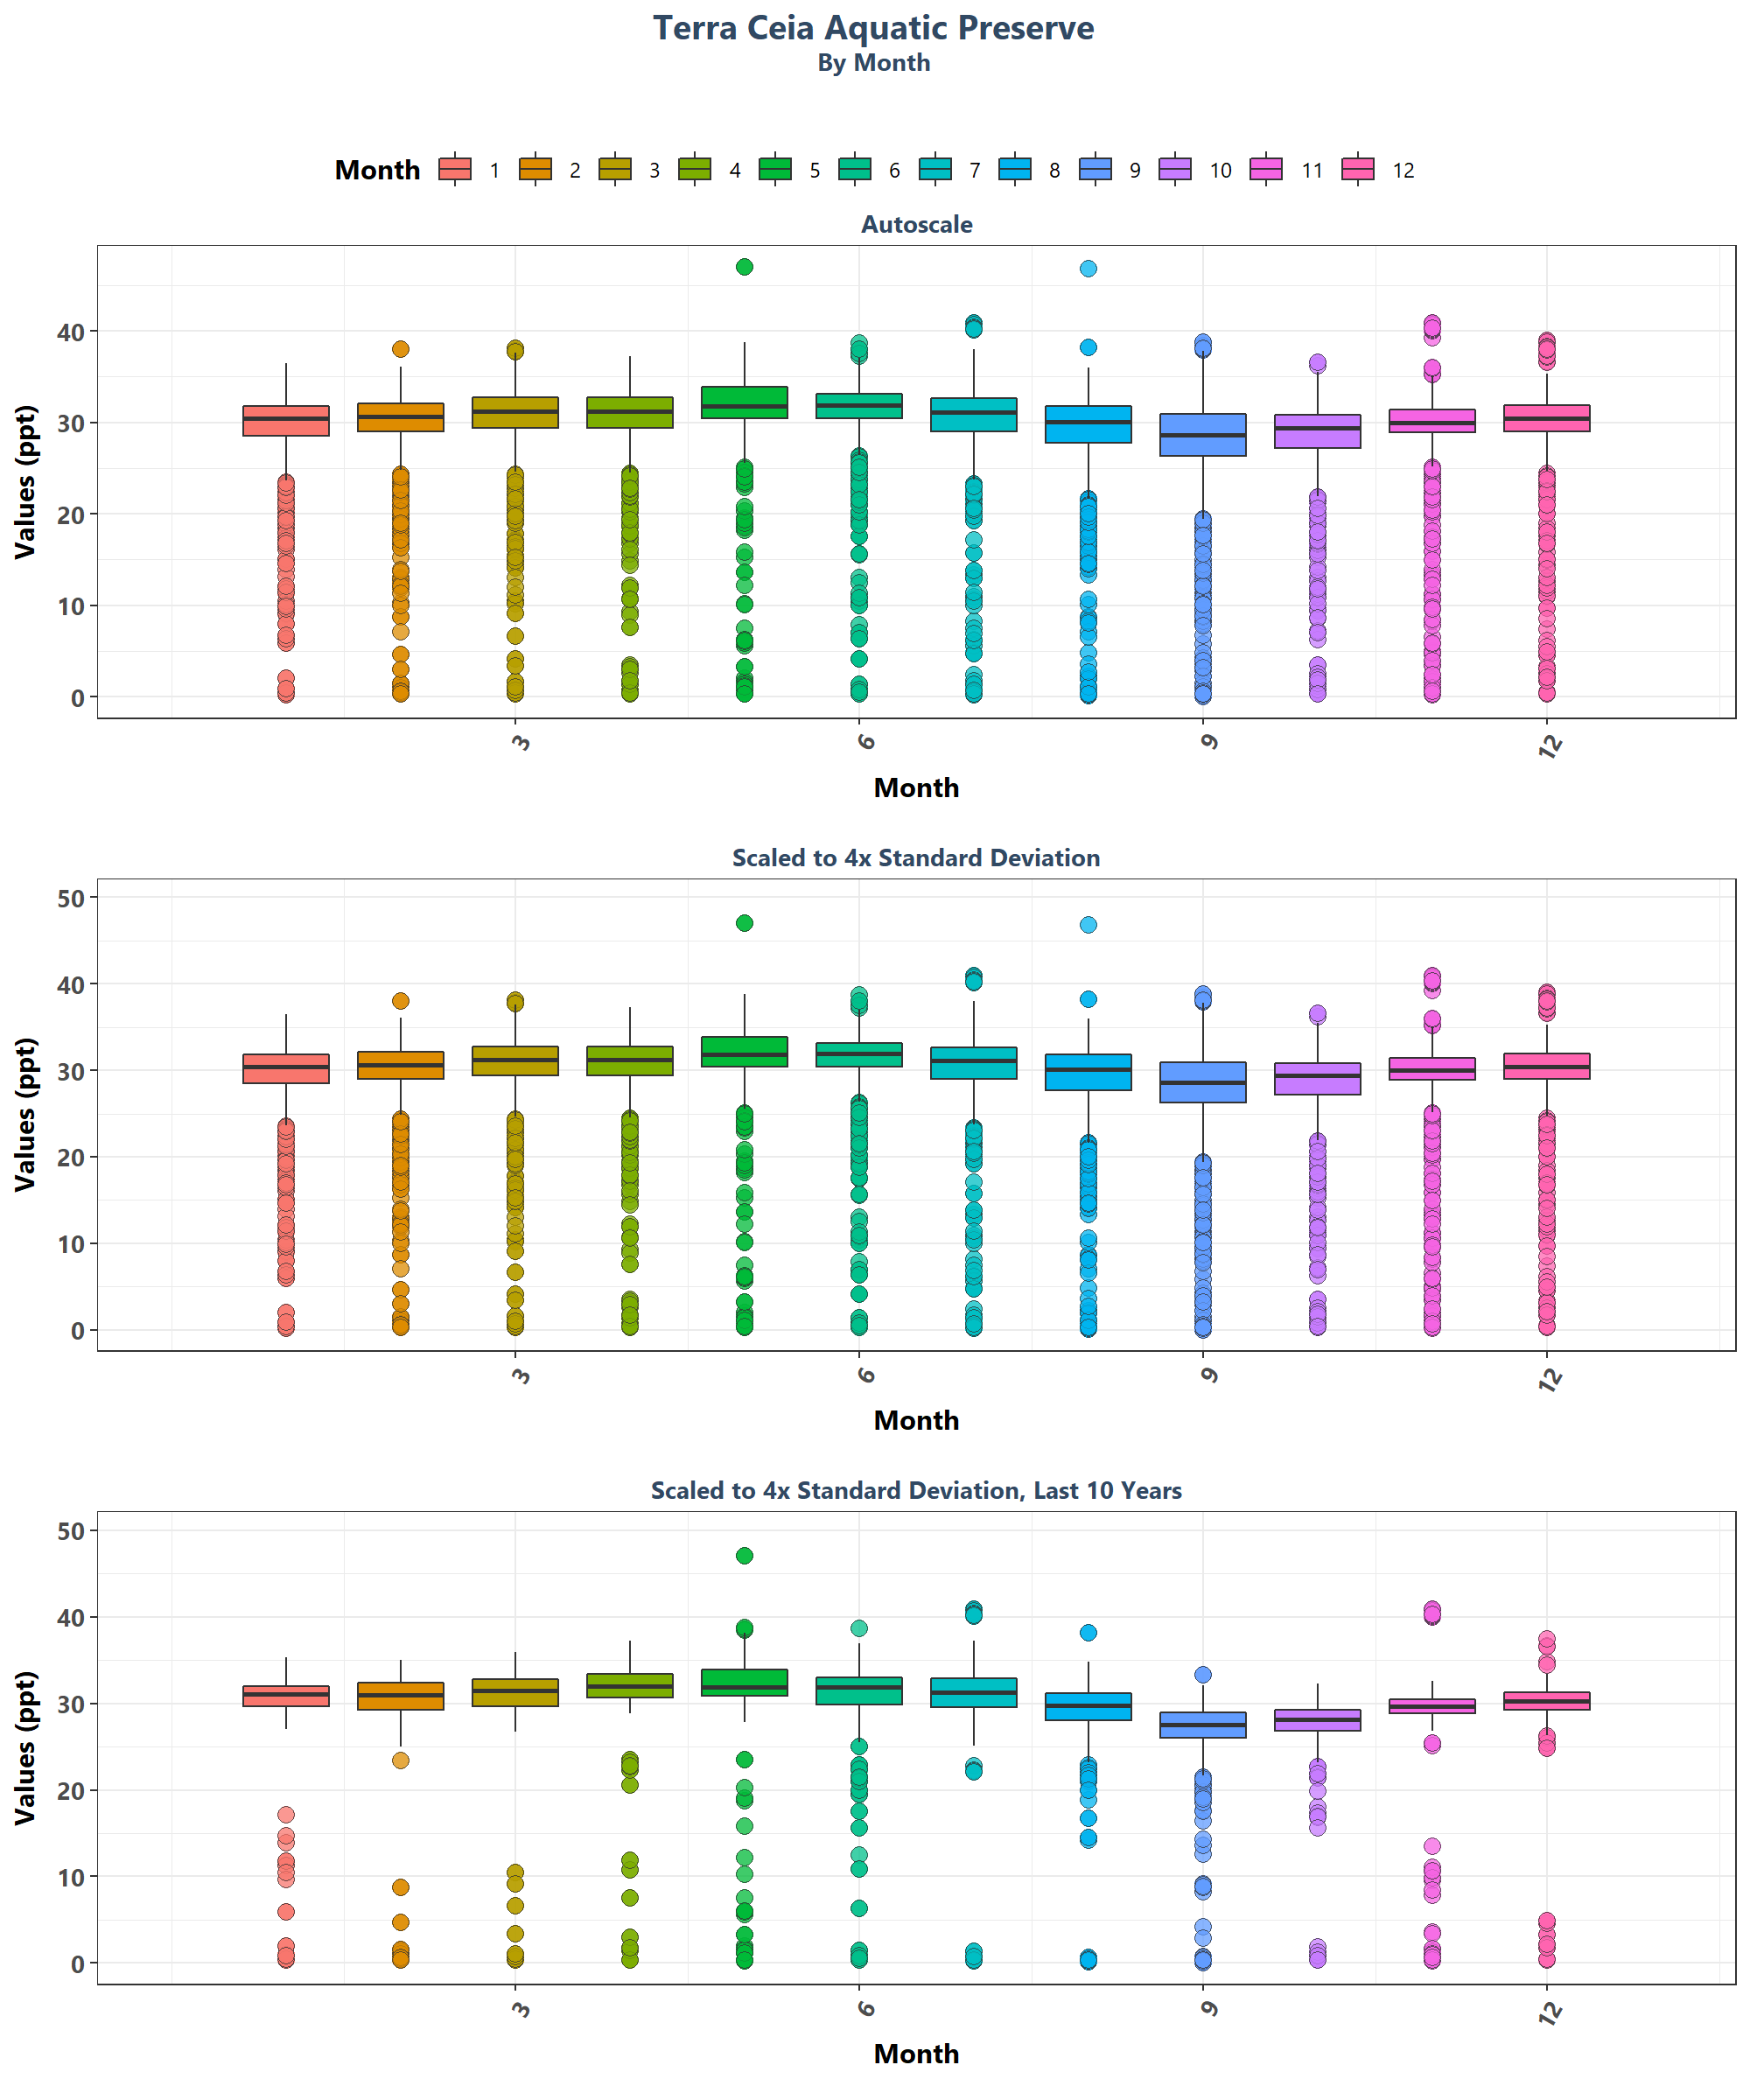 Terra Ceia Aquatic Preserve
By Month
Month 1 2 3 4 5 6 7 8 9 10 11 12
Autoscale
Values (ppt)
40
30
20
10
0
3 6 9 12
Month
Scaled to 4x Standard Deviation
Values (ppt)
50
40
30
20
10
0
3 6 9 12
Month
Scaled to 4x Standard Deviation, Last 10 Years
Values (ppt)
50
40
30
20
10
0
3 6 9 12
Month